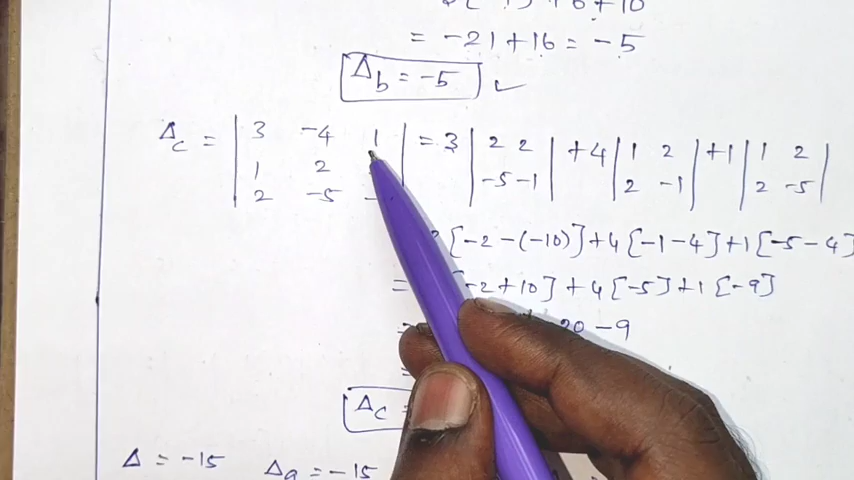 +6+10
= -21+16 = -5
Δb = -5 ✓
Δc = | 3 -4 1 | = 3 | 2 2 | +4 | 1 2 | +1 | 1 2 |
| 1 2 | | -5 -1 | | 2 -1 | | 2 -5 |
| 2 -5 |
[-2-(-10)]+4[-1-4]+1[-5-4]
= [-2+10]+4[-5]+1[-9]
= 20-9
Δc =
Δ = -15 Δa = -15